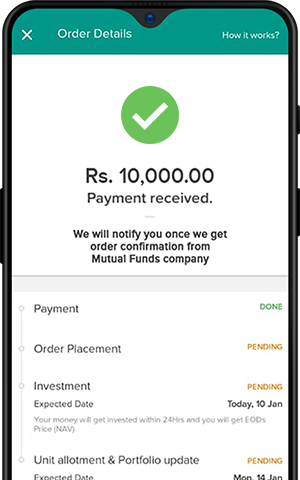 Order Details
How it works?
Rs. 10,000.00
Payment received.
We will notify you once we get
order confirmation from
Mutual Funds company
Payment
DONE
Order Placement
PENDING
Investment
PENDING
Expected Date
Today, 10 Jan
Your money will get invested within 24Hrs and you will get EODs
Price (NAV).
Unit allotment & Portfolio update
PENDING
Expected Date
Mon, 14 Jan